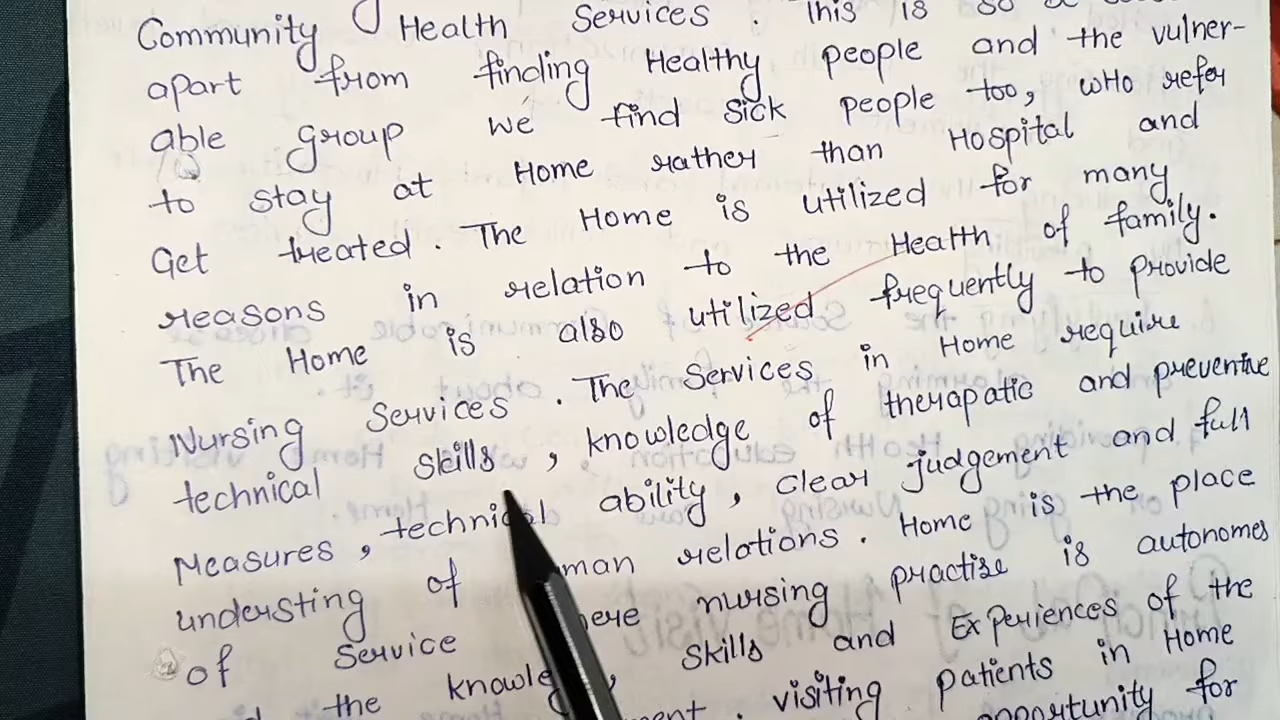 Community Health Services. This is so a
apart from finding Healthy people and the vulner-
able group we find sick people too, who refer
to stay at Home rather than Hospital and
Get treated. The Home is utilized for many
reasons in relation to the Health of family.
The Home is also utilized frequently to provide
Nursing Services. The Services in Home require
technical skills, knowledge of therapatic and preventive
Measures, technical ability, clear judgement and full
understing of man relations. Home is the place
of Service ere nursing practise is autonomes
the knowle skills and Experiences of the
visiting patients in Home
opportunity for